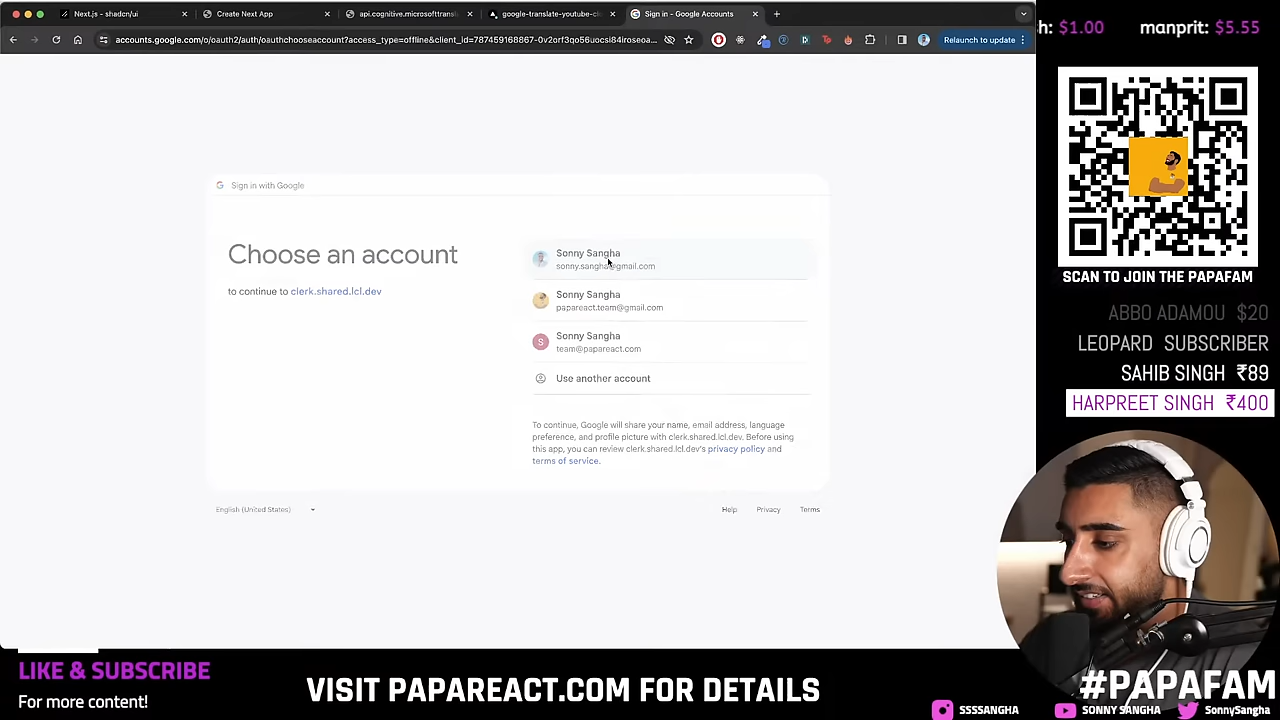 Next.js - shadcn/ui
Create Next App
api.cognitive.microsofttransl
google-translate-youtube-cl
Sign in - Google Accounts
accounts.google.com/o/oauth2/auth/oauthchooseaccount?access_type=offline&client_id=787459168867-0v2orf3qo56uocsi84iroseoa...
Relaunch to update
h: $1.00
manprit: $5.55
Sign in with Google
Choose an account
to continue to clerk.shared.lcl.dev
Sonny Sangha
sonny.sangha@gmail.com
Sonny Sangha
papareact.team@gmail.com
S
Sonny Sangha
team@papareact.com
Use another account
To continue, Google will share your name, email address, language
preference, and profile picture with clerk.shared.lcl.dev. Before using
this app, you can review clerk.shared.lcl.dev's privacy policy and
terms of service.
English (United States)
Help
Privacy
Terms
SCAN TO JOIN THE PAPAFAM
ABBO ADAMOU $20
LEOPARD SUBSCRIBER
SAHIB SINGH ₹89
HARPREET SINGH ₹400
LIKE & SUBSCRIBE
For more content!
VISIT PAPAREACT.COM FOR DETAILS
#PAPAFAM
SSSSANGHA
SONNY SANGHA
SonnySangha